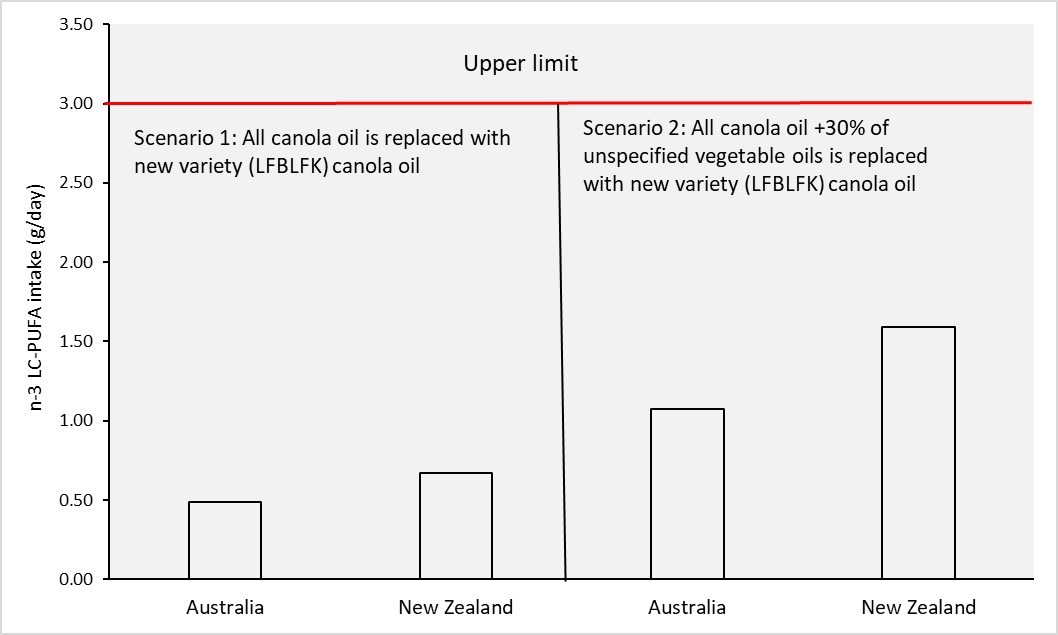 3.50
Upper limit
3.00
Scenario 1: All canola oil is replaced with
new variety (LFBLFK) canola oil
Scenario 2: All canola oil +30% of
unspecified vegetable oils is replaced
with new variety (LFBLFK) canola oil
2.50
2.00
1.50
1.00
0.50
0.00
n-3 LC-PUFA intake (g/day)
Australia
New Zealand
Australia
New Zealand